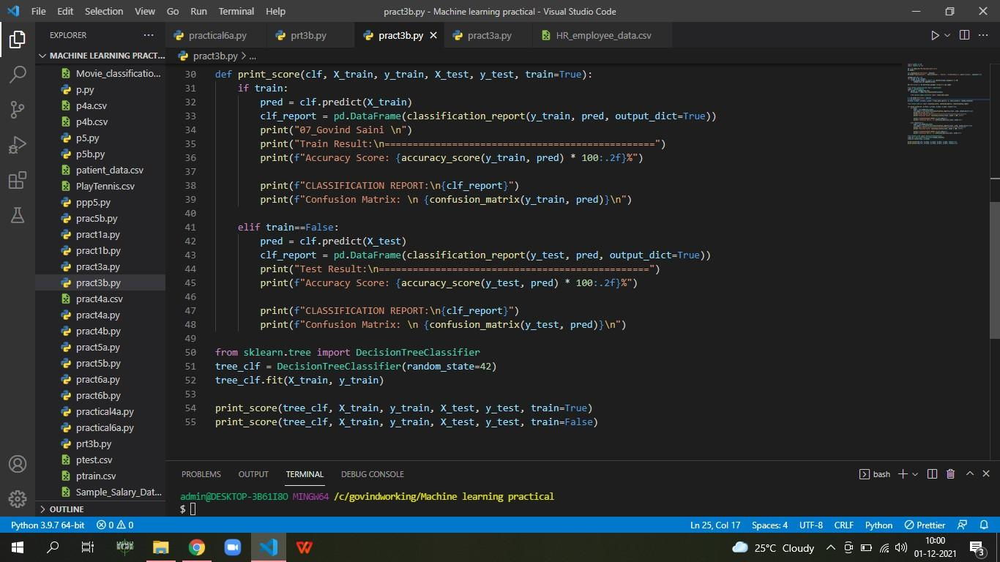 File Edit Selection View Go Run Terminal Help pract3b.py - Machine learning practical - Visual Studio Code
EXPLORER ...
practical6a.py prt3b.py pract3b.py pract3a.py HR_employee_data.csv
MACHINE LEARNING PRACT...
pract3b.py > ...
Movie_classificatio...
p.py
p4a.csv
p4b.csv
p5.py
p5b.py
patient_data.csv
PlayTennis.csv
ppp5.py
prac5b.py
pract1a.py
pract1b.py
pract3a.py
pract3b.py
pract4a.csv
pract4a.py
pract4b.py
pract5a.py
pract5b.py
pract6a.py
pract6b.py
practical4a.py
practical6a.py
prt3b.py
ptest.csv
ptrain.csv
Sample_Salary_Dat...
OUTLINE
30 def print_score(clf, X_train, y_train, X_test, y_test, train=True):
31 if train:
32 pred = clf.predict(X_train)
33 clf_report = pd.DataFrame(classification_report(y_train, pred, output_dict=True))
34 print("07_Govind Saini \n")
35 print("Train Result:\n================================================")
36 print(f"Accuracy Score: {accuracy_score(y_train, pred) * 100:.2f}%")
37
38 print(f"CLASSIFICATION REPORT:\n{clf_report}")
39 print(f"Confusion Matrix: \n {confusion_matrix(y_train, pred)}\n")
40
41 elif train==False:
42 pred = clf.predict(X_test)
43 clf_report = pd.DataFrame(classification_report(y_test, pred, output_dict=True))
44 print("Test Result:\n================================================")
45 print(f"Accuracy Score: {accuracy_score(y_test, pred) * 100:.2f}%")
46
47 print(f"CLASSIFICATION REPORT:\n{clf_report}")
48 print(f"Confusion Matrix: \n {confusion_matrix(y_test, pred)}\n")
49
50 from sklearn.tree import DecisionTreeClassifier
51 tree_clf = DecisionTreeClassifier(random_state=42)
52 tree_clf.fit(X_train, y_train)
53
54 print_score(tree_clf, X_train, y_train, X_test, y_test, train=True)
55 print_score(tree_clf, X_train, y_train, X_test, y_test, train=False)
PROBLEMS OUTPUT TERMINAL DEBUG CONSOLE bash
admin@DESKTOP-3B61I8O MINGW64 /c/govindworking/Machine learning practical
$
Python 3.9.7 64-bit 0 0 Ln 25, Col 17 Spaces: 4 UTF-8 CRLF Python Prettier
25°C Cloudy 10:00
01-12-2021 3